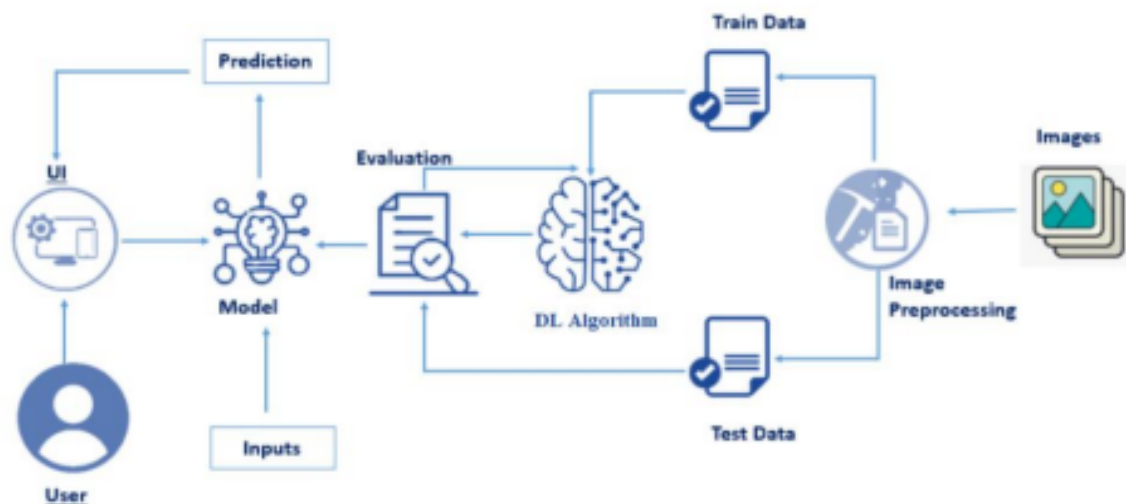 Train Data
Prediction
Images
Evaluation
UI
Model
DL Algorithm
Image
Preprocessing
Inputs
Test Data
User